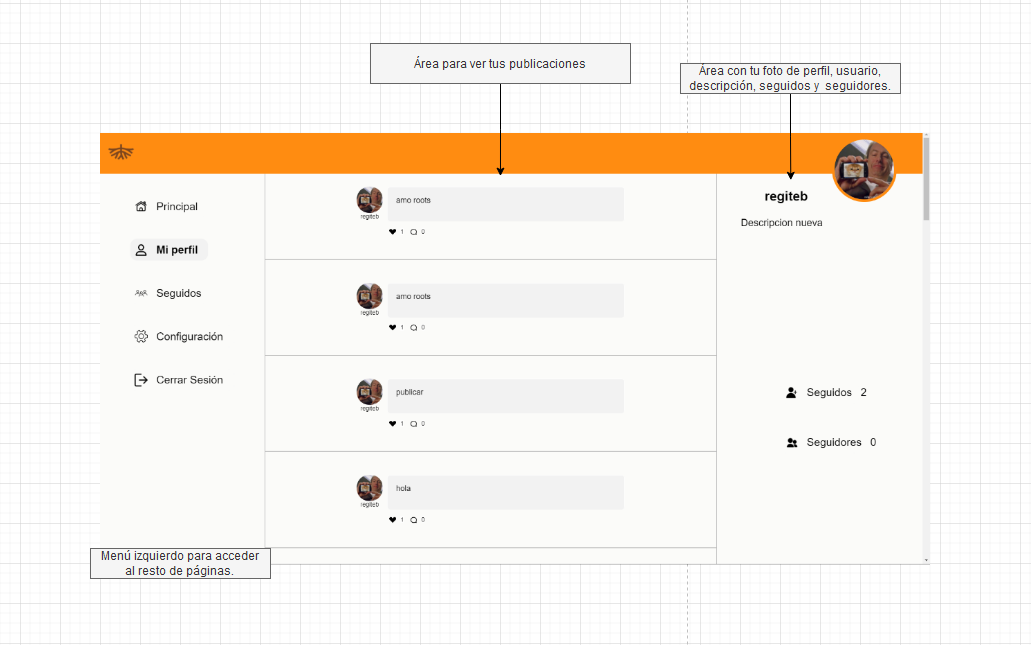 Área para ver tus publicaciones
Área con tu foto de perfil, usuario,
descripción, seguidos y seguidores.
Principal
Mi perfil
Seguidos
Configuración
Cerrar Sesión
amo roots
regiteb
1 0
amo roots
regiteb
1 0
publicar
regiteb
1 0
hola
regiteb
1 0
regiteb
Descripcion nueva
Seguidos 2
Seguidores 0
Menú izquierdo para acceder
al resto de páginas.